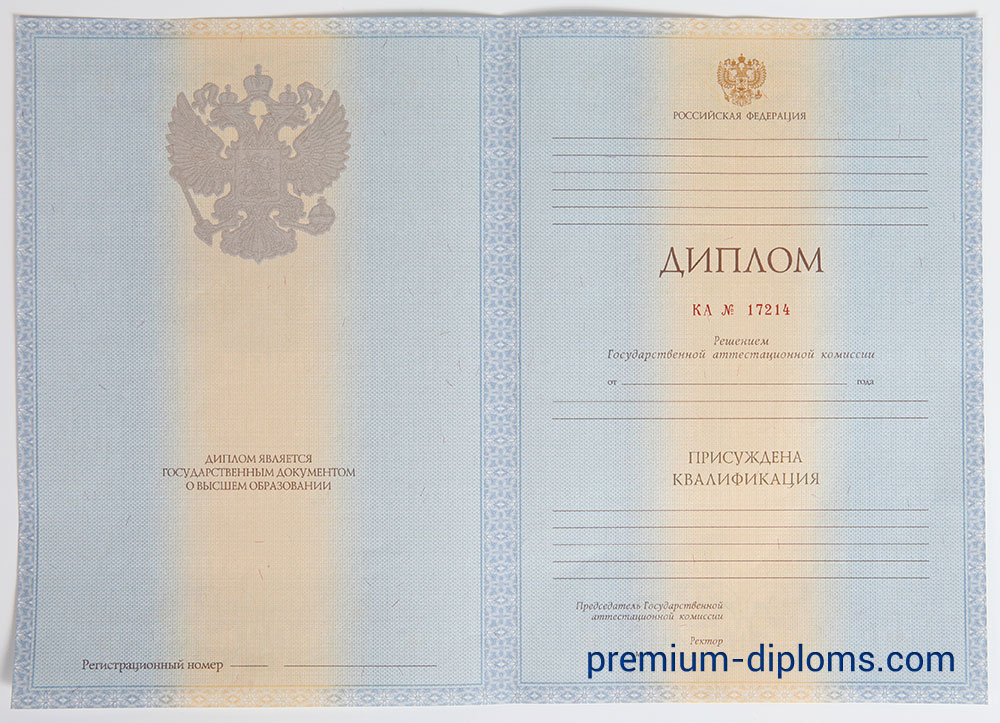 ДИПЛОМ ЯВЛЯЕТСЯ
ГОСУДАРСТВЕННЫМ ДОКУМЕНТОМ
О ВЫСШЕМ ОБРАЗОВАНИИ
Регистрационный номер
РОССИЙСКАЯ ФЕДЕРАЦИЯ
ДИПЛОМ
КА № 17214
Решением
Государственной аттестационной комиссии
от года
ПРИСУЖДЕНА
КВАЛИФИКАЦИЯ
Председатель Государственной
аттестационной комиссии
Ректор
premium-diploms.com